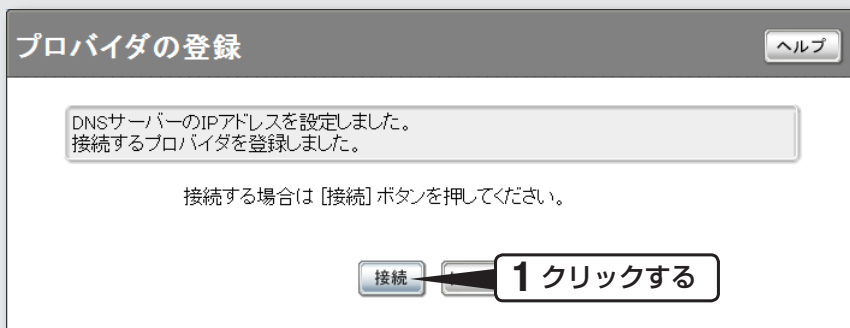 プロバイダの登録
ヘルプ
DNSサーバーのIPアドレスを設定しました。
接続するプロバイダを登録しました。
接続する場合は [接続] ボタンを押してください。
接続
1 クリックする